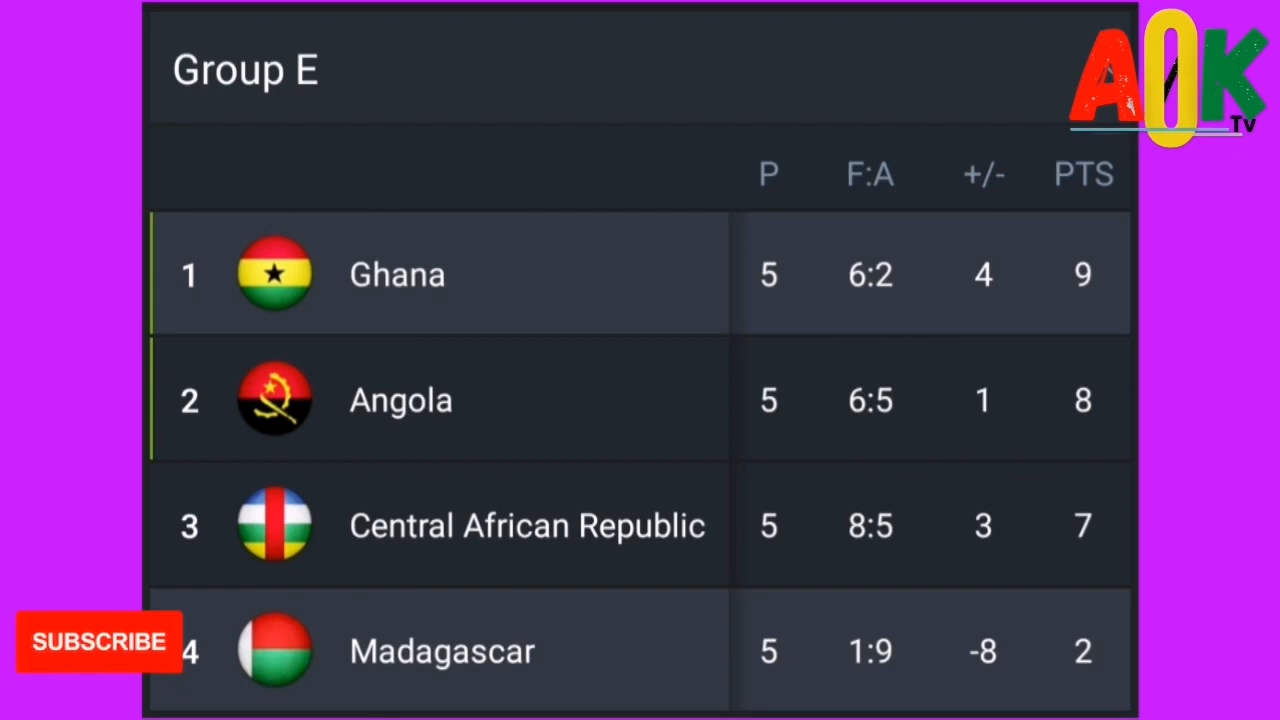 Group E
AOK
Tv
P F:A +/- PTS
1 Ghana 5 6:2 4 9
2 Angola 5 6:5 1 8
3 Central African Republic 5 8:5 3 7
4 Madagascar 5 1:9 -8 2
SUBSCRIBE